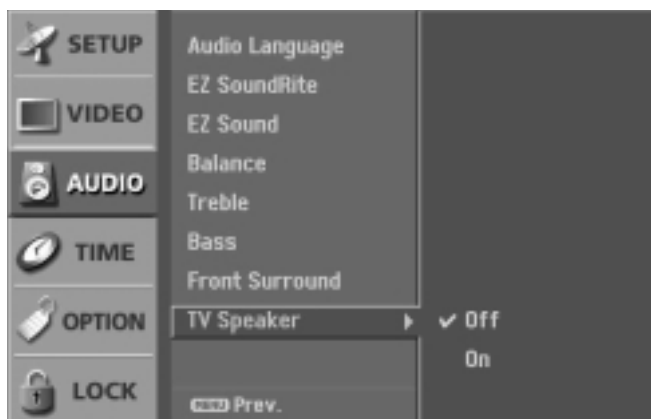 SETUP
VIDEO
AUDIO
TIME
OPTION
LOCK
Audio Language
EZ SoundRite
EZ Sound
Balance
Treble
Bass
Front Surround
TV Speaker
Off
On
MENU Prev.